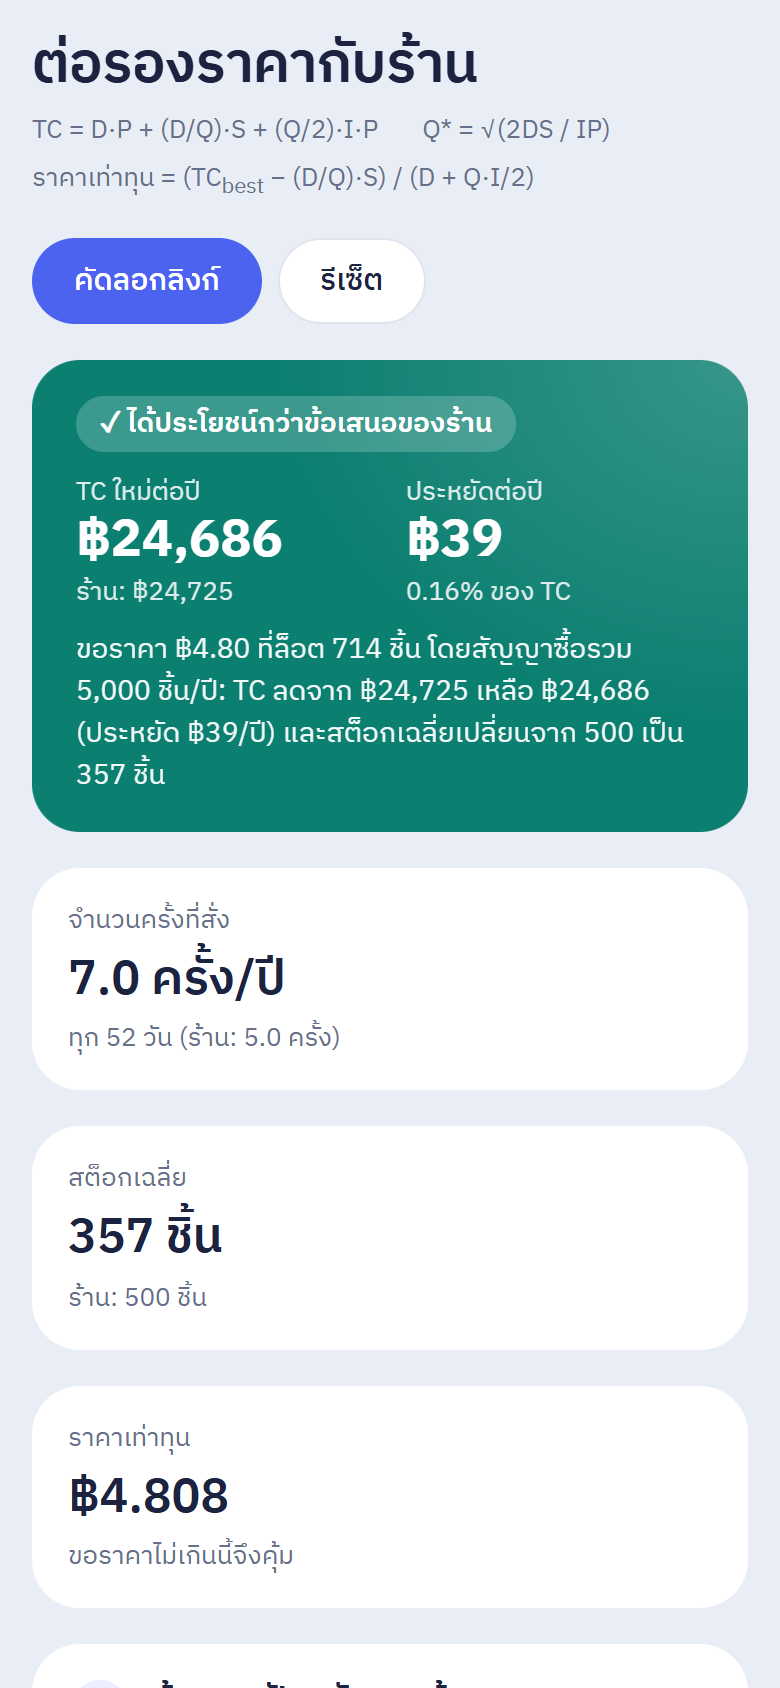 ต่อรองราคากับร้าน
TC = D·P + (D/Q)·S + (Q/2)·I·P Q* = √(2DS / IP)
ราคาเท่าทุน = (TCbest − (D/Q)·S) / (D + Q·I/2)
คัดลอกลิงก์ รีเซ็ต
✓ ได้ประโยชน์กว่าข้อเสนอของร้าน
TC ใหม่ต่อปี ประหยัดต่อปี
฿24,686 ฿39
ร้าน: ฿24,725 0.16% ของ TC
ขอราคา ฿4.80 ที่ล็อต 714 ชิ้น โดยสัญญาซื้อรวม
5,000 ชิ้น/ปี: TC ลดจาก ฿24,725 เหลือ ฿24,686
(ประหยัด ฿39/ปี) และสต็อกเฉลี่ยเปลี่ยนจาก 500 เป็น
357 ชิ้น
จำนวนครั้งที่สั่ง
7.0 ครั้ง/ปี
ทุก 52 วัน (ร้าน: 5.0 ครั้ง)
สต็อกเฉลี่ย
357 ชิ้น
ร้าน: 500 ชิ้น
ราคาเท่าทุน
฿4.808
ขอราคาไม่เกินนี้จึงคุ้ม